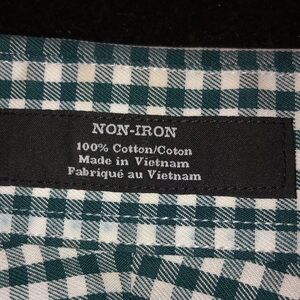 NON-IRON
100% Cotton/Coton
Made in Vietnam
Fabriqué au Vietnam